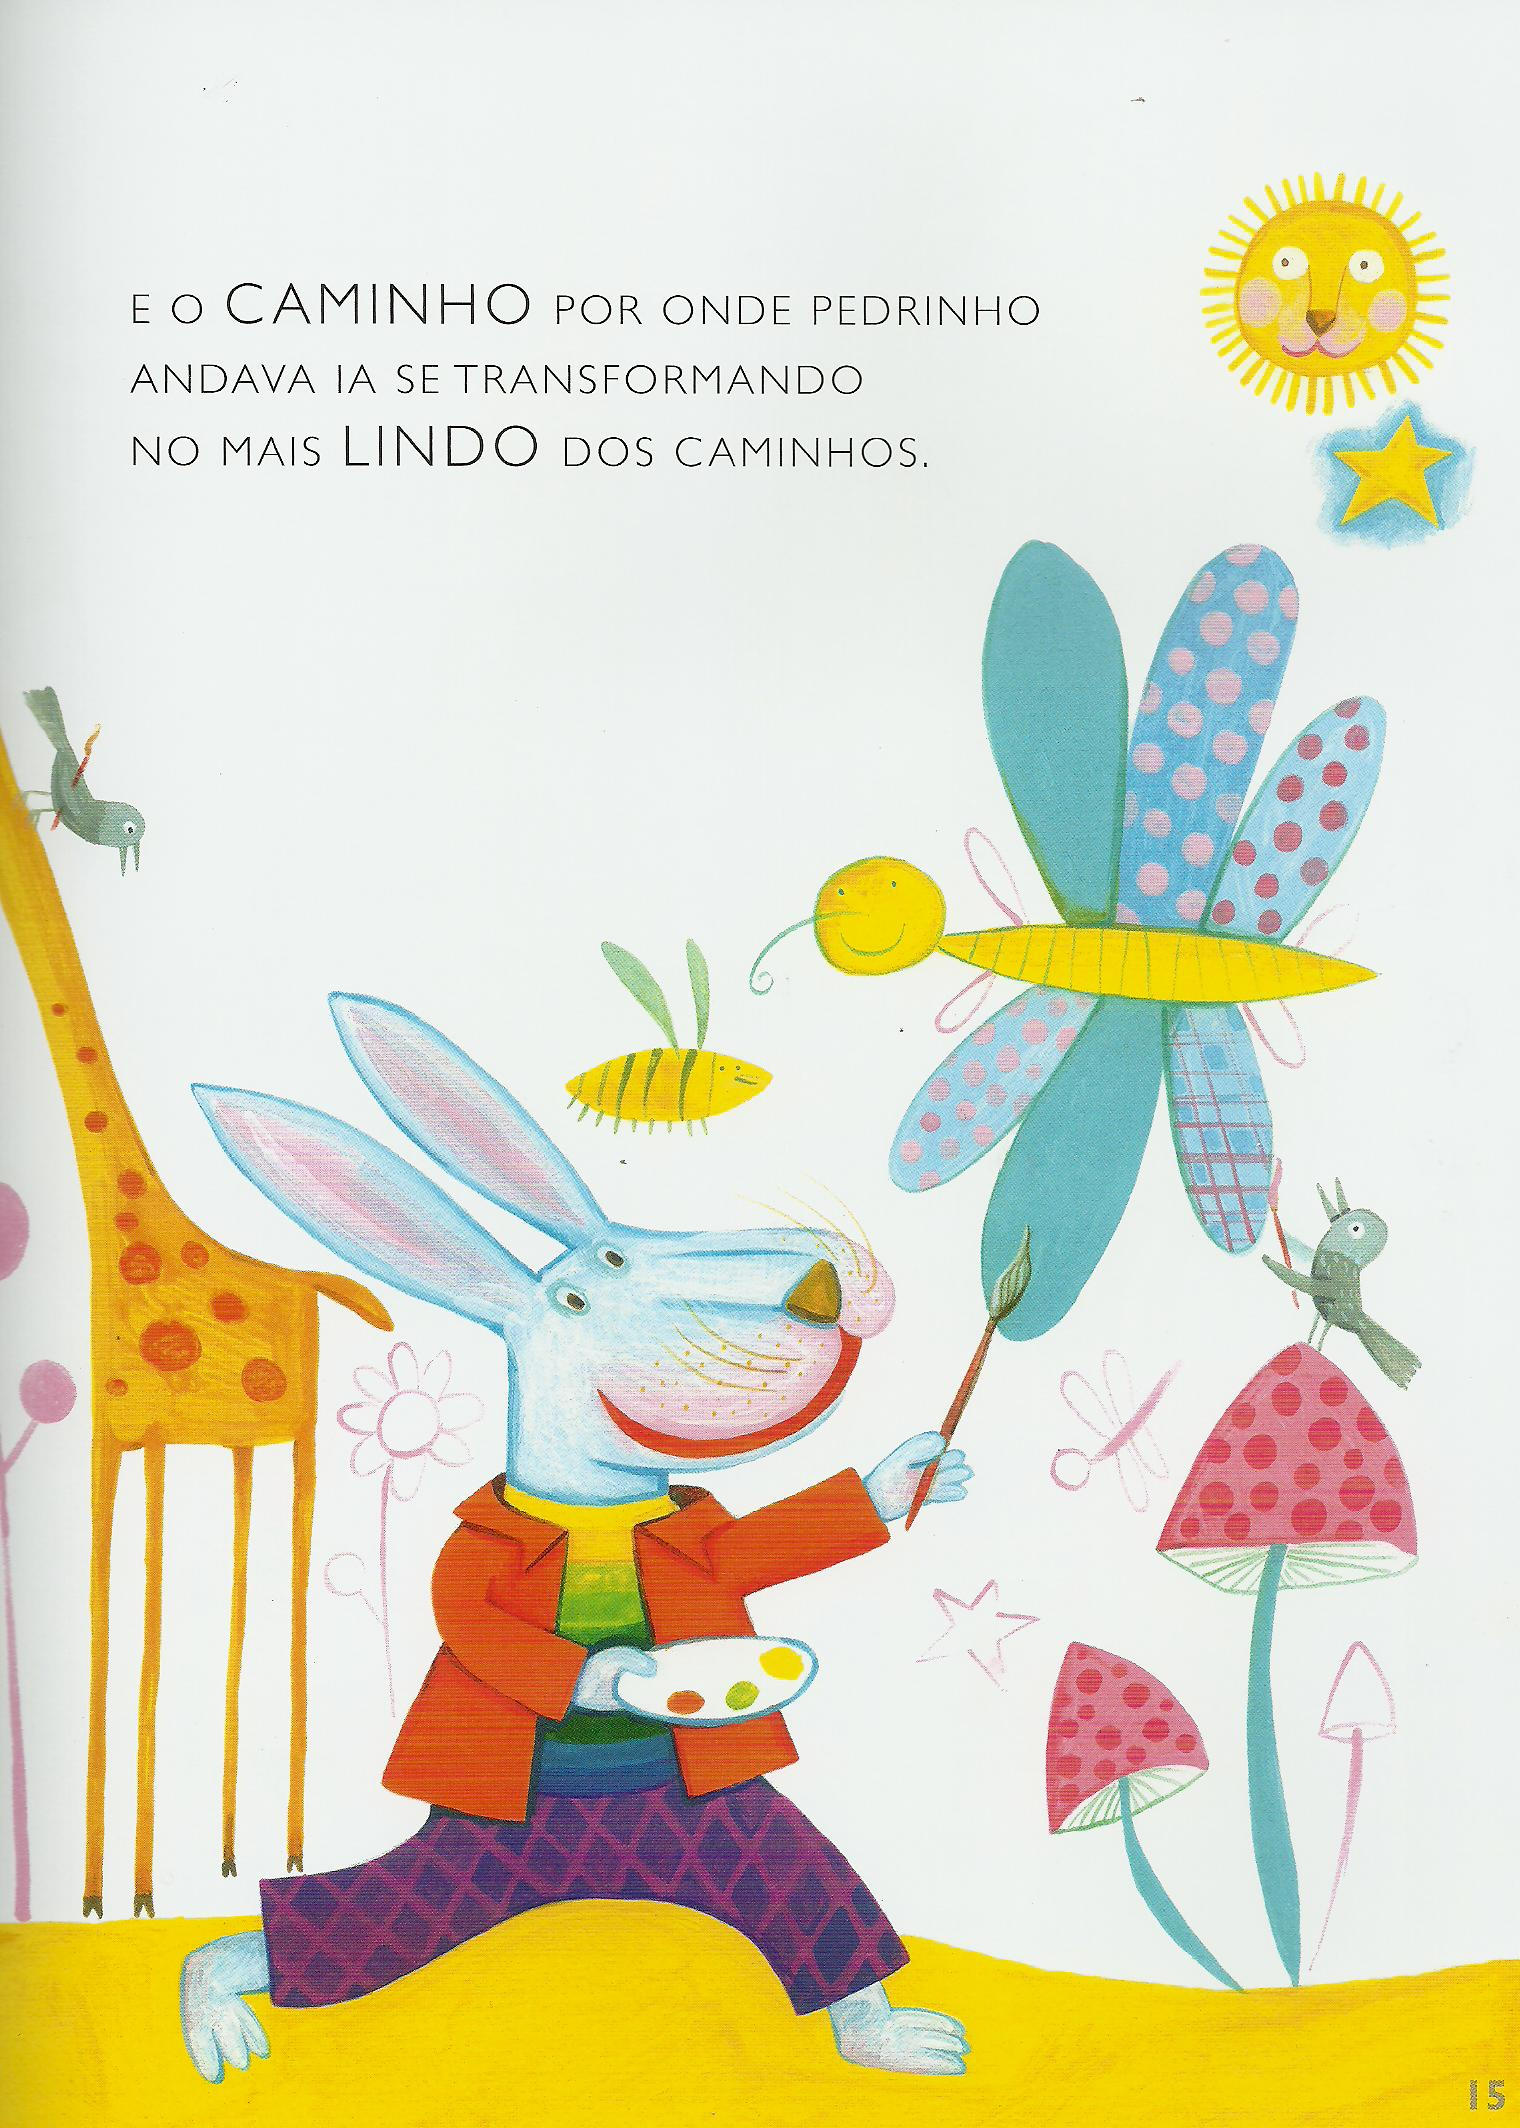 E O CAMINHO POR ONDE PEDRINHO
ANDAVA IA SE TRANSFORMANDO
NO MAIS LINDO DOS CAMINHOS.
15